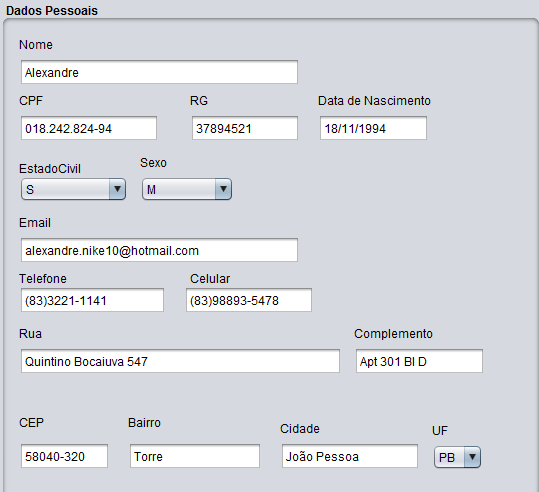 Dados Pessoais
Nome
Alexandre
CPF RG Data de Nascimento
018.242.824-94 37894521 18/11/1994
EstadoCivil Sexo
S M
Email
alexandre.nike10@hotmail.com
Telefone Celular
(83)3221-1141 (83)98893-5478
Rua Complemento
Quintino Bocaiuva 547 Apt 301 Bl D
CEP Bairro Cidade UF
58040-320 Torre João Pessoa PB